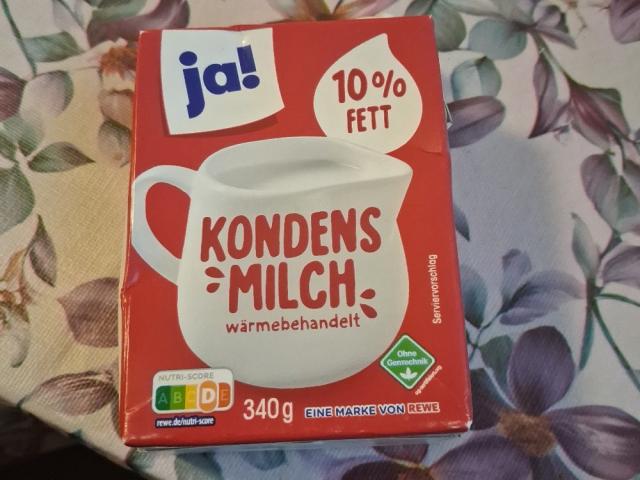 ja!
10% FETT
KONDENS
MILCH
wärmebehandelt
Serviervorschlag
Ohne
Gentechnik
NUTRI-SCORE
ABCDE
rewe.de/nutri-score
340g
EINE MARKE VON REWE